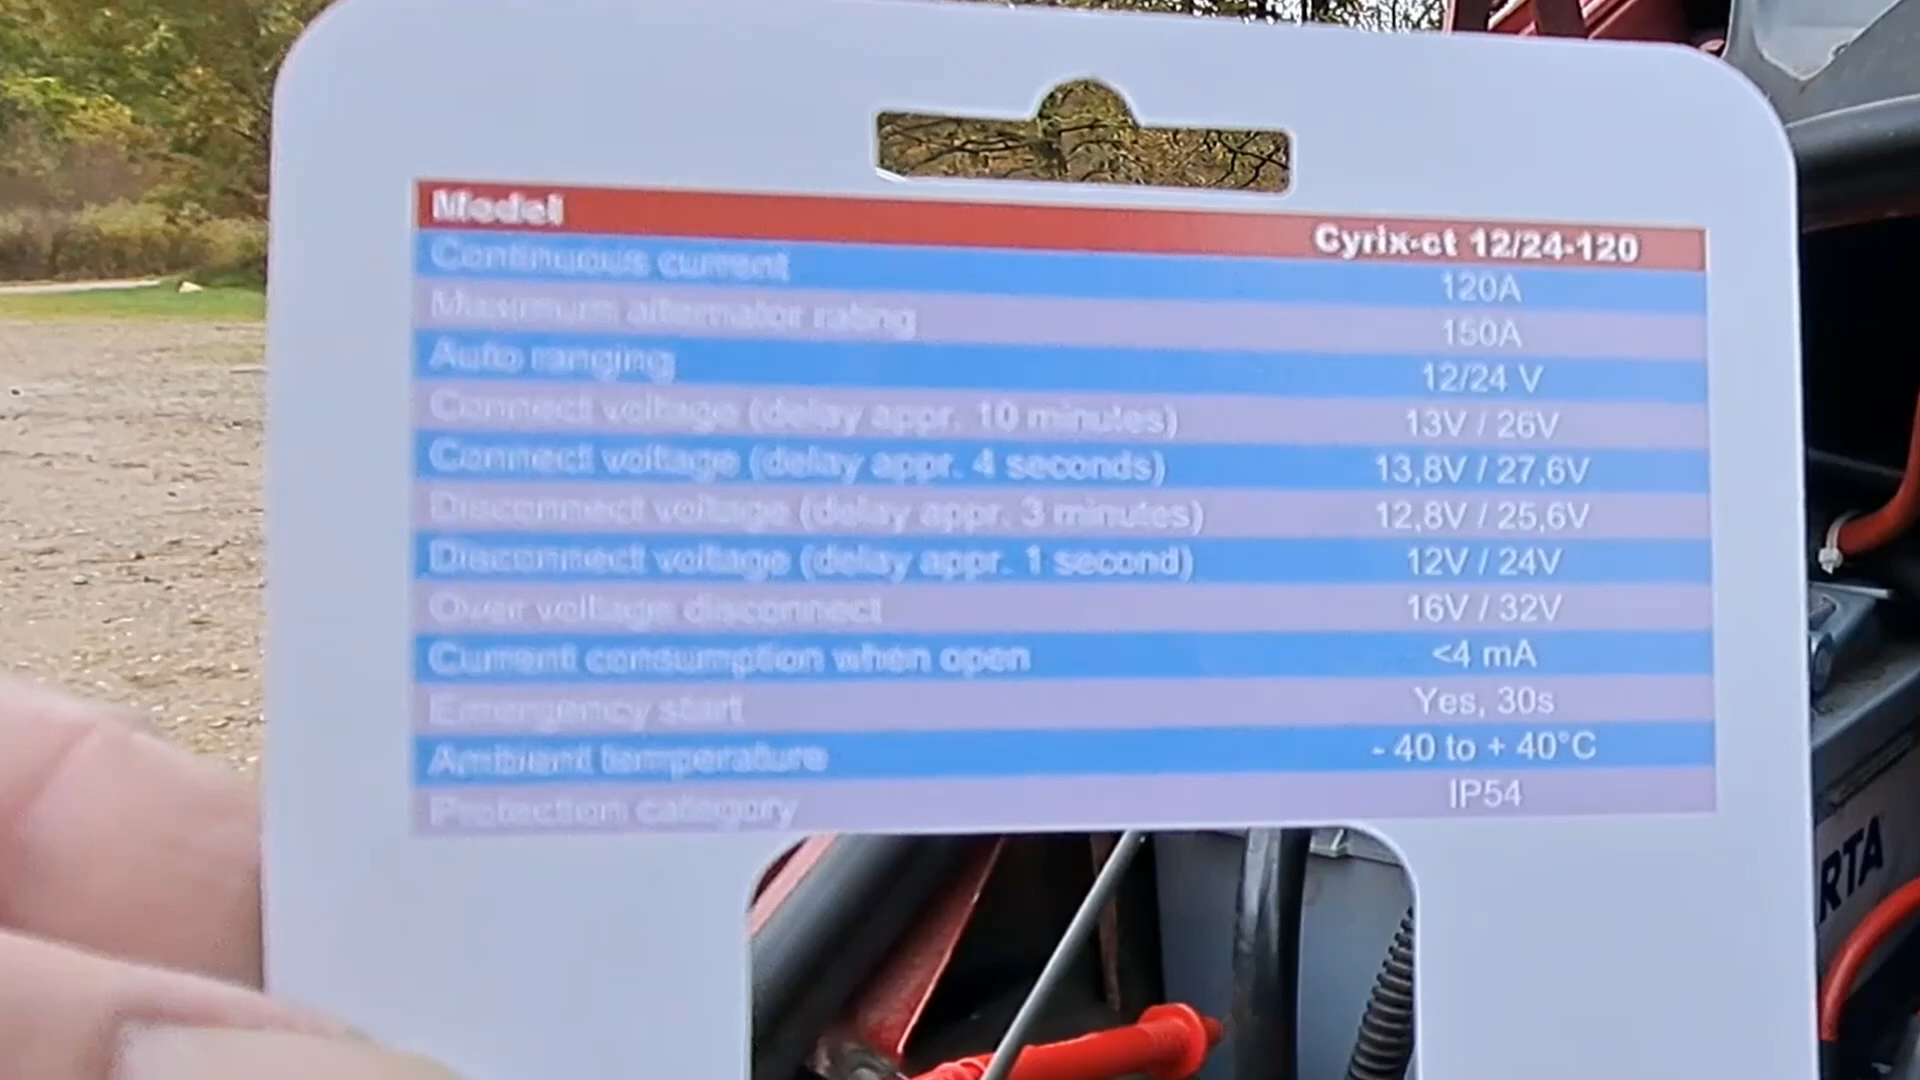 Model Cyrix-ct 12/24-120
Continuous current 120A
Maximum alternator rating 150A
Auto ranging 12/24 V
Connect voltage (delay appr. 10 minutes) 13V / 26V
Connect voltage (delay appr. 4 seconds) 13,8V / 27,6V
Disconnect voltage (delay appr. 3 minutes) 12,8V / 25,6V
Disconnect voltage (delay appr. 1 second) 12V / 24V
Over voltage disconnect 16V / 32V
Current consumption when open <4 mA
Emergency start Yes, 30s
Ambient temperature - 40 to + 40°C
Protection category IP54
RTA